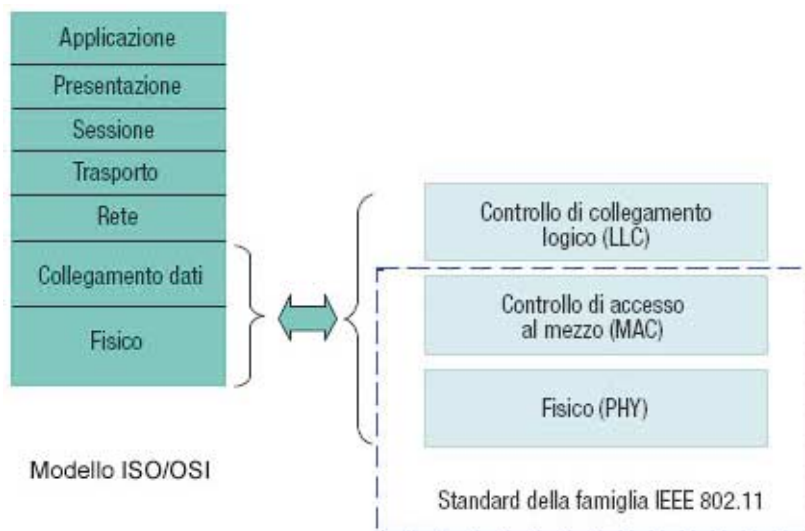 Applicazione
Presentazione
Sessione
Trasporto
Rete
Collegamento dati
Fisico
Modello ISO/OSI
Controllo di collegamento
logico (LLC)
Controllo di accesso
al mezzo (MAC)
Fisico (PHY)
Standard della famiglia IEEE 802.11